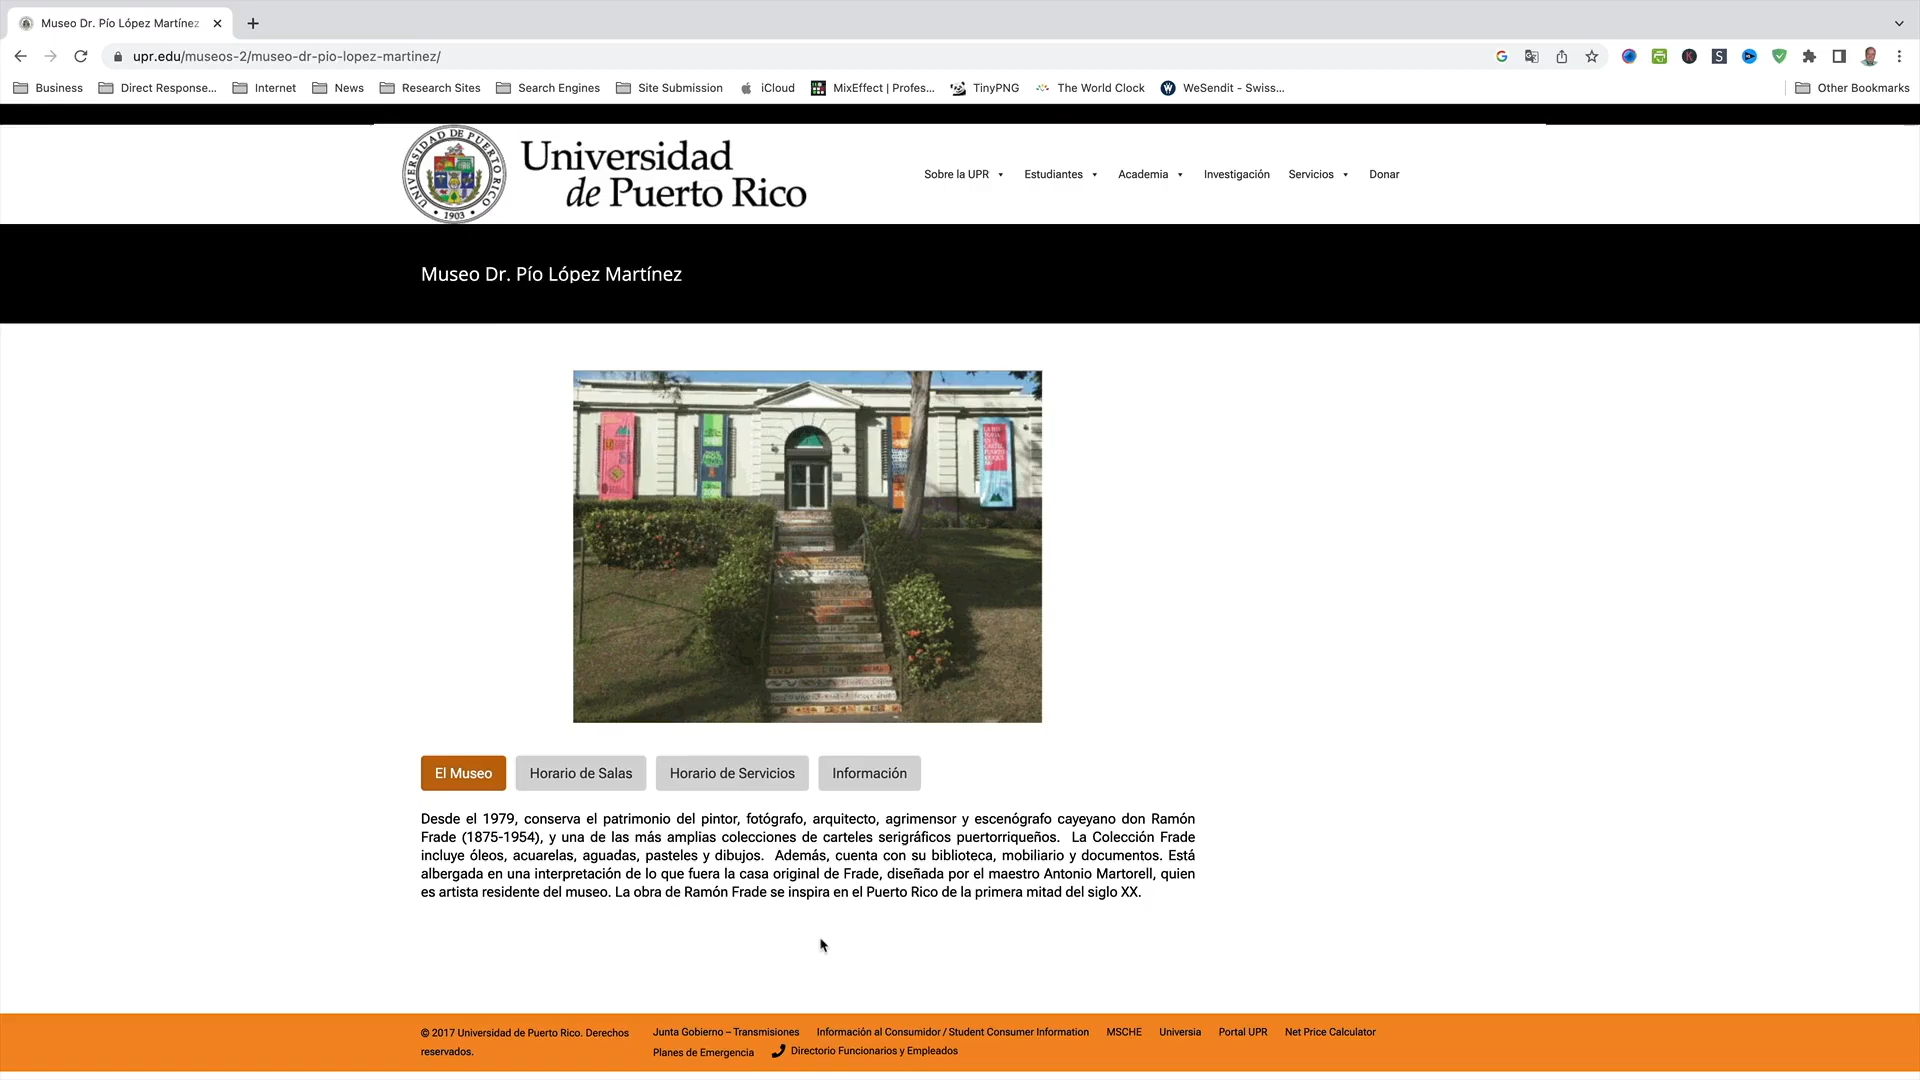 Museo Dr. Pío López Martínez
upr.edu/museos-2/museo-dr-pio-lopez-martinez/
Business Direct Response... Internet News Research Sites Search Engines Site Submission iCloud MixEffect | Profes... TinyPNG The World Clock WeSendit - Swiss... Other Bookmarks
UNIVERSIDAD DE PUERTO RICO
1903
Universidad
de Puerto Rico
Sobre la UPR Estudiantes Academia Investigación Servicios Donar
Museo Dr. Pío López Martínez
El Museo Horario de Salas Horario de Servicios Información
Desde el 1979, conserva el patrimonio del pintor, fotógrafo, arquitecto, agrimensor y escenógrafo cayeyano don Ramón
Frade (1875-1954), y una de las más amplias colecciones de carteles serigráficos puertorriqueños. La Colección Frade
incluye óleos, acuarelas, aguadas, pasteles y dibujos. Además, cuenta con su biblioteca, mobiliario y documentos. Está
albergada en una interpretación de lo que fuera la casa original de Frade, diseñada por el maestro Antonio Martorell, quien
es artista residente del museo. La obra de Ramón Frade se inspira en el Puerto Rico de la primera mitad del siglo XX.
© 2017 Universidad de Puerto Rico. Derechos
reservados.
Junta Gobierno – Transmisiones Información al Consumidor / Student Consumer Information MSCHE Universia Portal UPR Net Price Calculator
Planes de Emergencia Directorio Funcionarios y Empleados